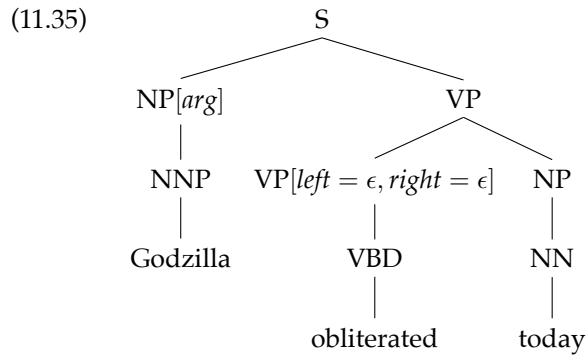 (11.35) S
NP[arg] VP
NNP VP[left = ϵ, right = ϵ] NP
Godzilla VBD NN
obliterated today